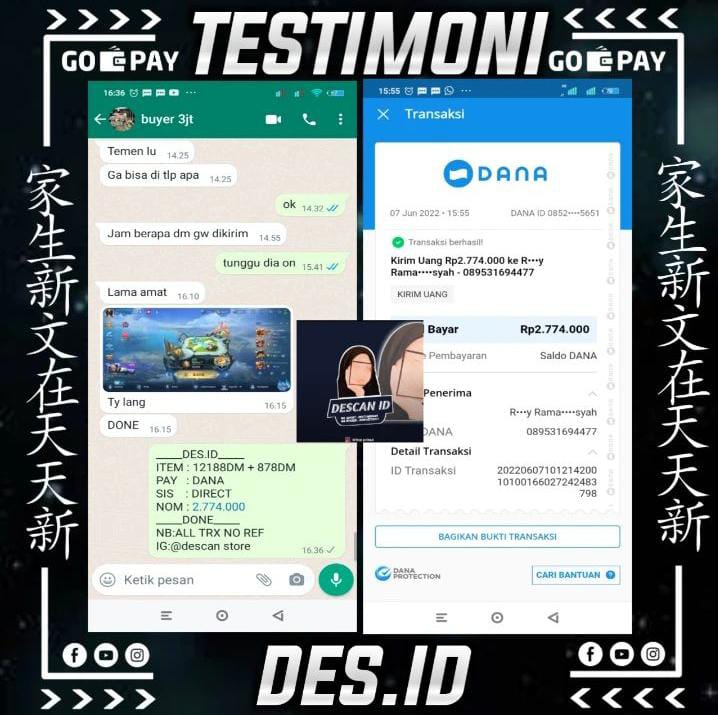 TESTIMONI
GO PAY
GO PAY
家生新文在天天新
家生新文在天天新
16:36
buyer 3jt
Temen lu 14.25
Ga bisa di tlp apa 14.25
ok 14.32
Jam berapa dm gw dikirim 14.55
tunggu dia on 15.41
Lama amat 16.10
Ty lang 16:15
DONE 16.15
____DES.ID____
ITEM : 12188DM + 878DM
PAY : DANA
SIS : DIRECT
NOM : 2.774.000
____DONE____
NB:ALL TRX NO REF
IG:@descan store
16.36
Ketik pesan
DESCAN ID
15:55
Transaksi
DANA
07 Jun 2022 • 15:55 DANA ID 0852••••5651
Transaksi berhasil!
Kirim Uang Rp2.774.000 ke R•••y
Rama••••syah - 089531694477
KIRIM UANG
Bayar Rp2.774.000
Pembayaran Saldo DANA
Penerima
R•••y Rama••••syah
DANA 089531694477
Detail Transaksi
ID Transaksi 20220607101214200
10100166027242483
798
BAGIKAN BUKTI TRANSAKSI
DANA
PROTECTION
CARI BANTUAN
DES.ID